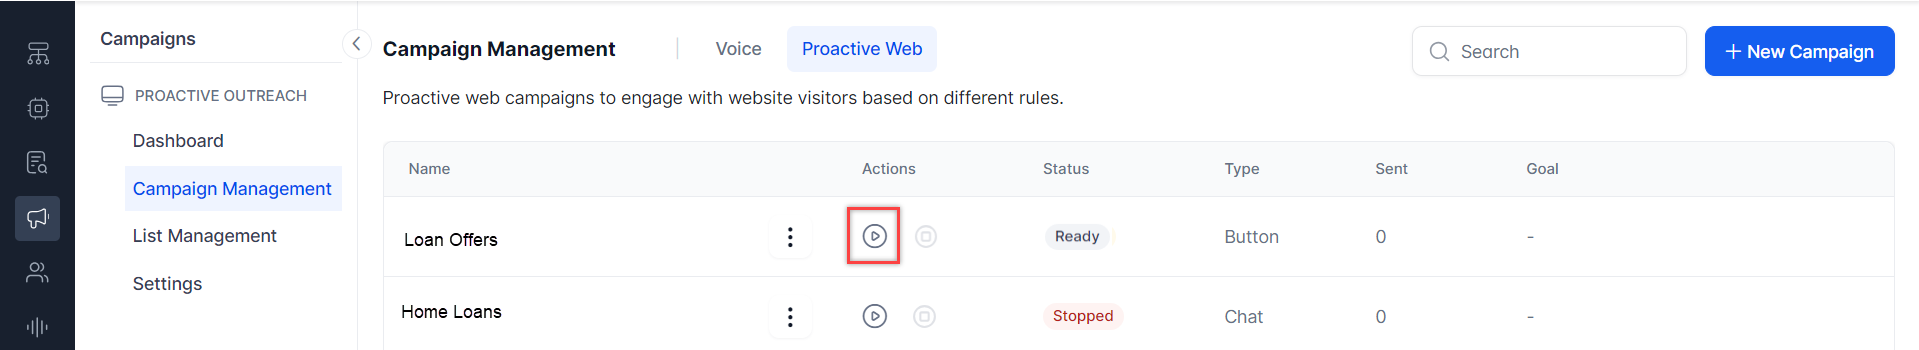 Campaigns
PROACTIVE OUTREACH
Dashboard
Campaign Management
List Management
Settings
Campaign Management | Voice Proactive Web
Search
+ New Campaign
Proactive web campaigns to engage with website visitors based on different rules.
Name Actions Status Type Sent Goal
Loan Offers Ready Button 0 -
Home Loans Stopped Chat 0 -